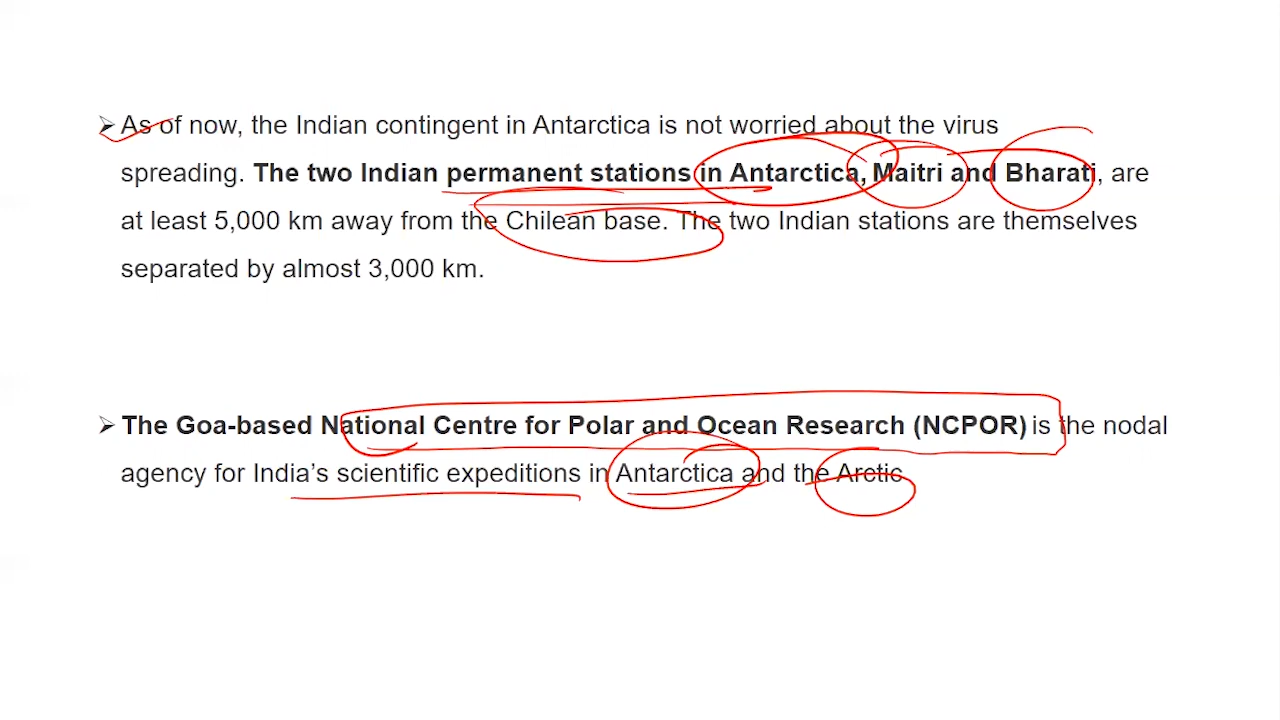 ➢ As of now, the Indian contingent in Antarctica is not worried about the virus
spreading. The two Indian permanent stations in Antarctica, Maitri and Bharati, are
at least 5,000 km away from the Chilean base. The two Indian stations are themselves
separated by almost 3,000 km.
➢ The Goa-based National Centre for Polar and Ocean Research (NCPOR) is the nodal
agency for India’s scientific expeditions in Antarctica and the Arctic.